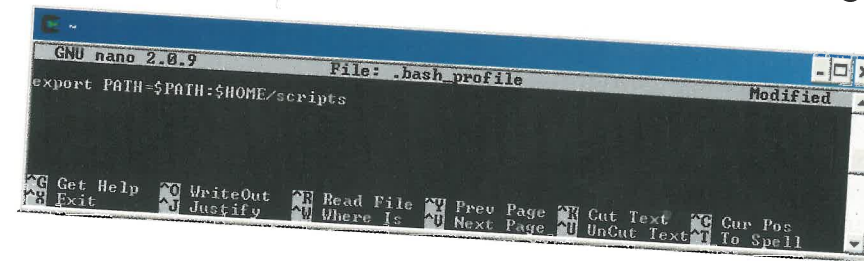 ~
GNU nano 2.0.9 File: .bash_profile Modified
export PATH=$PATH:$HOME/scripts
^G Get Help ^O WriteOut ^R Read File ^Y Prev Page ^K Cut Text ^C Cur Pos
^X Exit ^J Justify ^W Where Is ^V Next Page ^U UnCut Text ^T To Spell